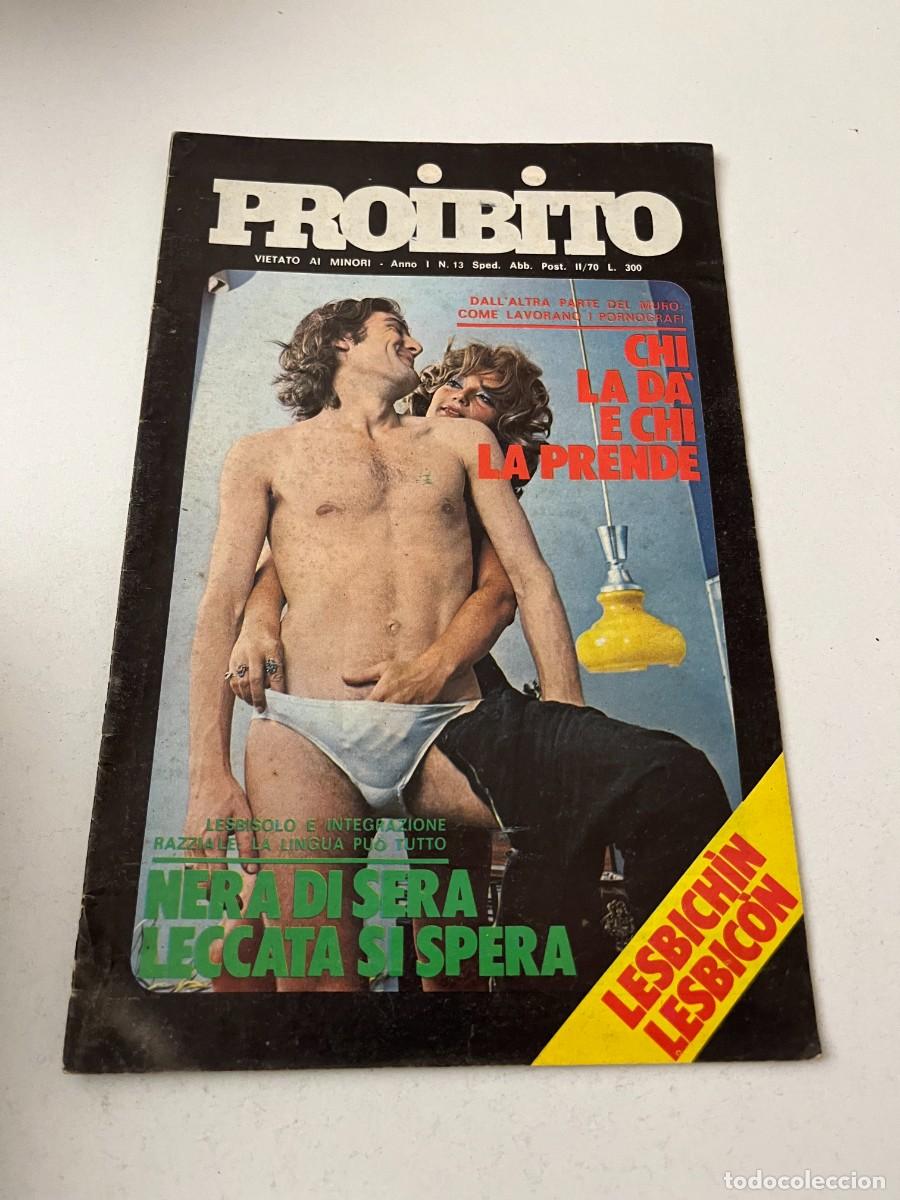 PROIBITO
VIETATO AI MINORI - Anno I N. 13 Sped. Abb. Post. II/70 L. 300
DALL'ALTRA PARTE DEL MURO:
COME LAVORANO I PORNOGRAFI
CHI
LA DA'
E CHI
LA PRENDE
LESBISOLO E INTEGRAZIONE
RAZZIALE: LA LINGUA PUÒ TUTTO
NERA DI SERA
LECCATA SI SPERA
LESBICHÌN
LESBICÒN
todocoleccion